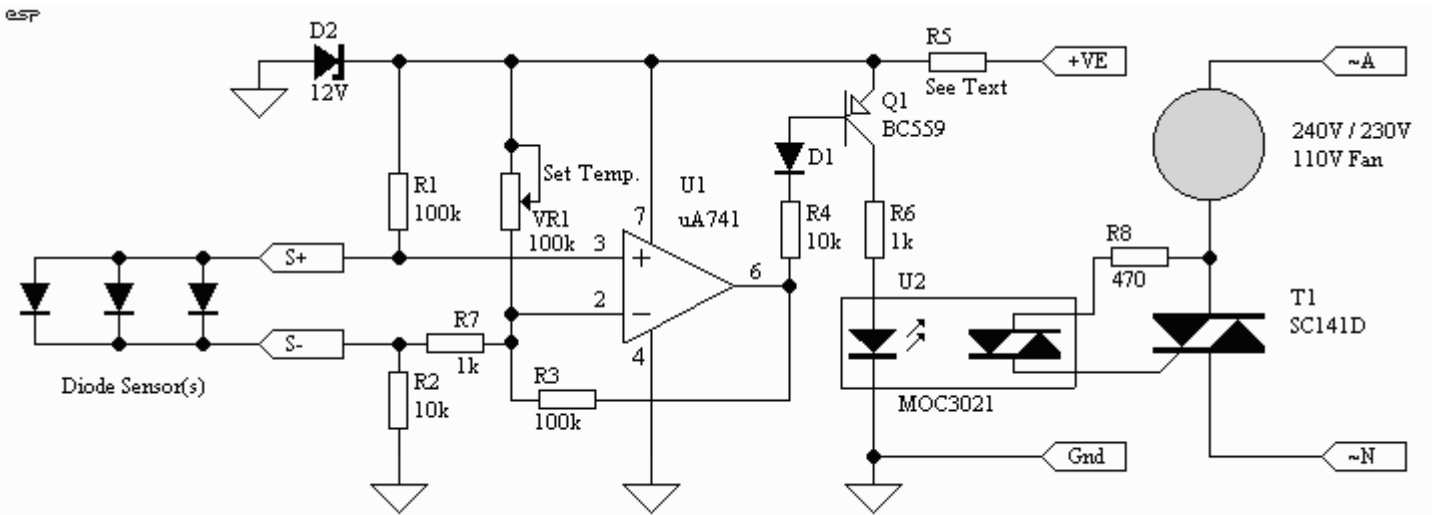 esp
D2
12V
R5
See Text
+VE
~A
Q1
BC559
240V / 230V
110V Fan
D1
R1
100k
Set Temp.
VR1
100k
U1
uA741
7
3
2
4
6
R4
10k
R6
1k
R8
470
S+
S-
R7
1k
R2
10k
R3
100k
U2
MOC3021
T1
SC141D
Diode Sensor(s)
Gnd
~N